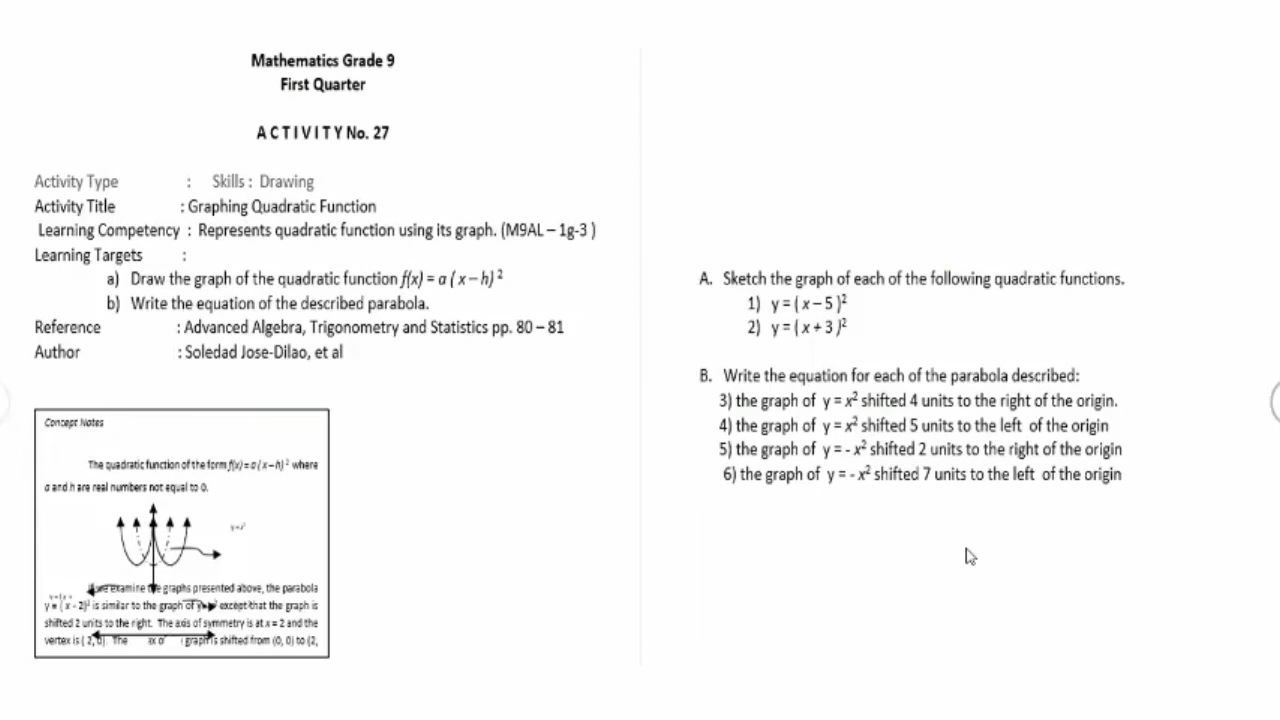 Mathematics Grade 9
First Quarter
A C T I V I T Y No. 27
Activity Type : Skills : Drawing
Activity Title : Graphing Quadratic Function
Learning Competency : Represents quadratic function using its graph. (M9AL – 1g-3 )
Learning Targets :
a) Draw the graph of the quadratic function f(x) = a ( x – h) ²
b) Write the equation of the described parabola.
Reference : Advanced Algebra, Trigonometry and Statistics pp. 80 – 81
Author : Soledad Jose-Dilao, et al
Concept Notes
The quadratic function of the form f(x) = a ( x – h) ² where
a and h are real numbers not equal to 0.
y = x²
examine the graphs presented above, the parabola
y = ( x - 2)² is similar to the graph of except that the graph is
shifted 2 units to the right. The axis of symmetry is at x = 2 and the
vertex is ( 2, 0). The graph is shifted from (0, 0) to (2,
A. Sketch the graph of each of the following quadratic functions.
1) y = ( x – 5 )²
2) y = ( x + 3 )²
B. Write the equation for each of the parabola described:
3) the graph of y = x² shifted 4 units to the right of the origin.
4) the graph of y = x² shifted 5 units to the left of the origin
5) the graph of y = - x² shifted 2 units to the right of the origin
6) the graph of y = - x² shifted 7 units to the left of the origin